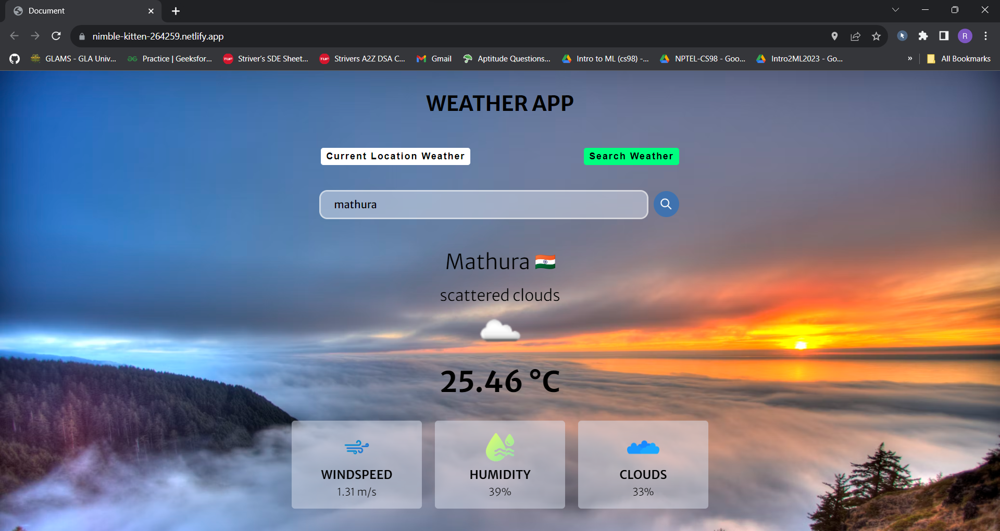 Document
nimble-kitten-264259.netlify.app
R
GLAMS - GLA Univ...
Practice | Geeksfor...
TUF Striver's SDE Sheet...
TUF Strivers A2Z DSA C...
Gmail
Aptitude Questions...
Intro to ML (cs98) -...
NPTEL-CS98 - Goo...
Intro2ML2023 - Go...
»
All Bookmarks
WEATHER APP
Current Location Weather
Search Weather
mathura
Mathura 🇮🇳
scattered clouds
25.46 °C
WINDSPEED
1.31 m/s
HUMIDITY
39%
CLOUDS
33%